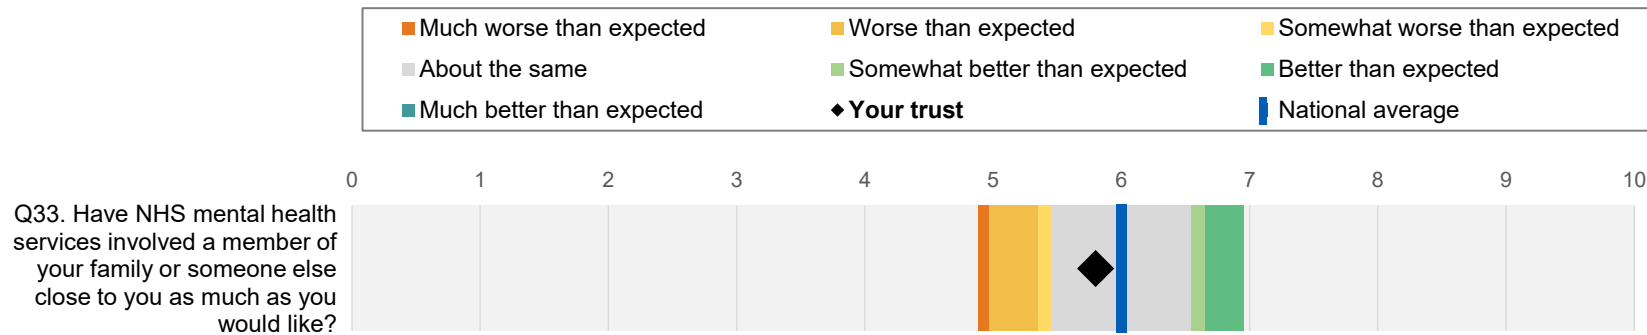 Much worse than expected Worse than expected Somewhat worse than expected
About the same Somewhat better than expected Better than expected
Much better than expected Your trust National average
0 1 2 3 4 5 6 7 8 9 10
Q33. Have NHS mental health
services involved a member of
your family or someone else
close to you as much as you
would like?